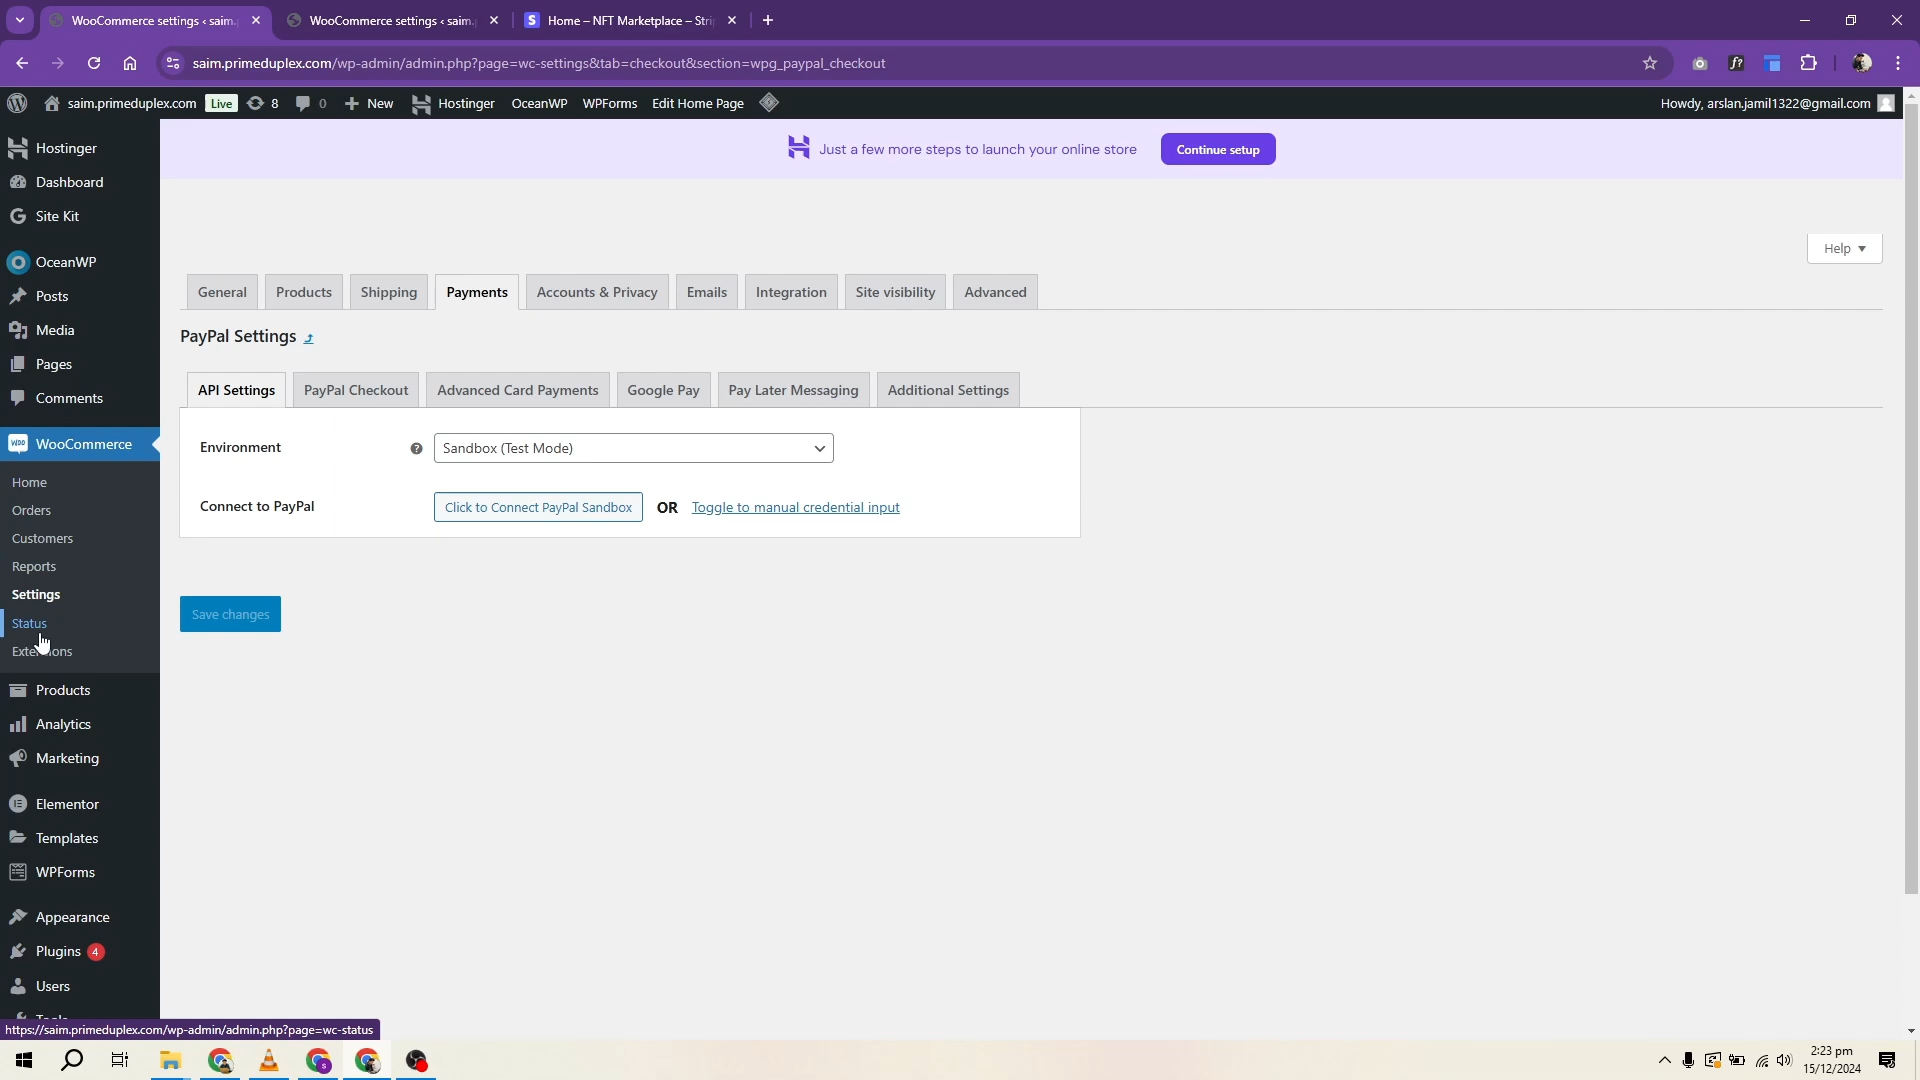 WooCommerce settings ‹ saim.
WooCommerce settings ‹ saim.
Home – NFT Marketplace – Stri
saim.primeduplex.com/wp-admin/admin.php?page=wc-settings&tab=checkout&section=wpg_paypal_checkout
saim.primeduplex.com Live 8 0 New Hostinger OceanWP WPForms Edit Home Page
Howdy, arslan.jamil1322@gmail.com
Hostinger
Dashboard
Site Kit
OceanWP
Posts
Media
Pages
Comments
WooCommerce
Home
Orders
Customers
Reports
Settings
Status
Products
Analytics
Marketing
Elementor
Templates
WPForms
Appearance
Plugins 4
Users
Just a few more steps to launch your online store
Continue setup
Help
General Products Shipping Payments Accounts & Privacy Emails Integration Site visibility Advanced
PayPal Settings
API Settings PayPal Checkout Advanced Card Payments Google Pay Pay Later Messaging Additional Settings
Environment ? Sandbox (Test Mode)
Connect to PayPal Click to Connect PayPal Sandbox OR Toggle to manual credential input
Save changes
https://saim.primeduplex.com/wp-admin/admin.php?page=wc-status
2:23 pm
15/12/2024